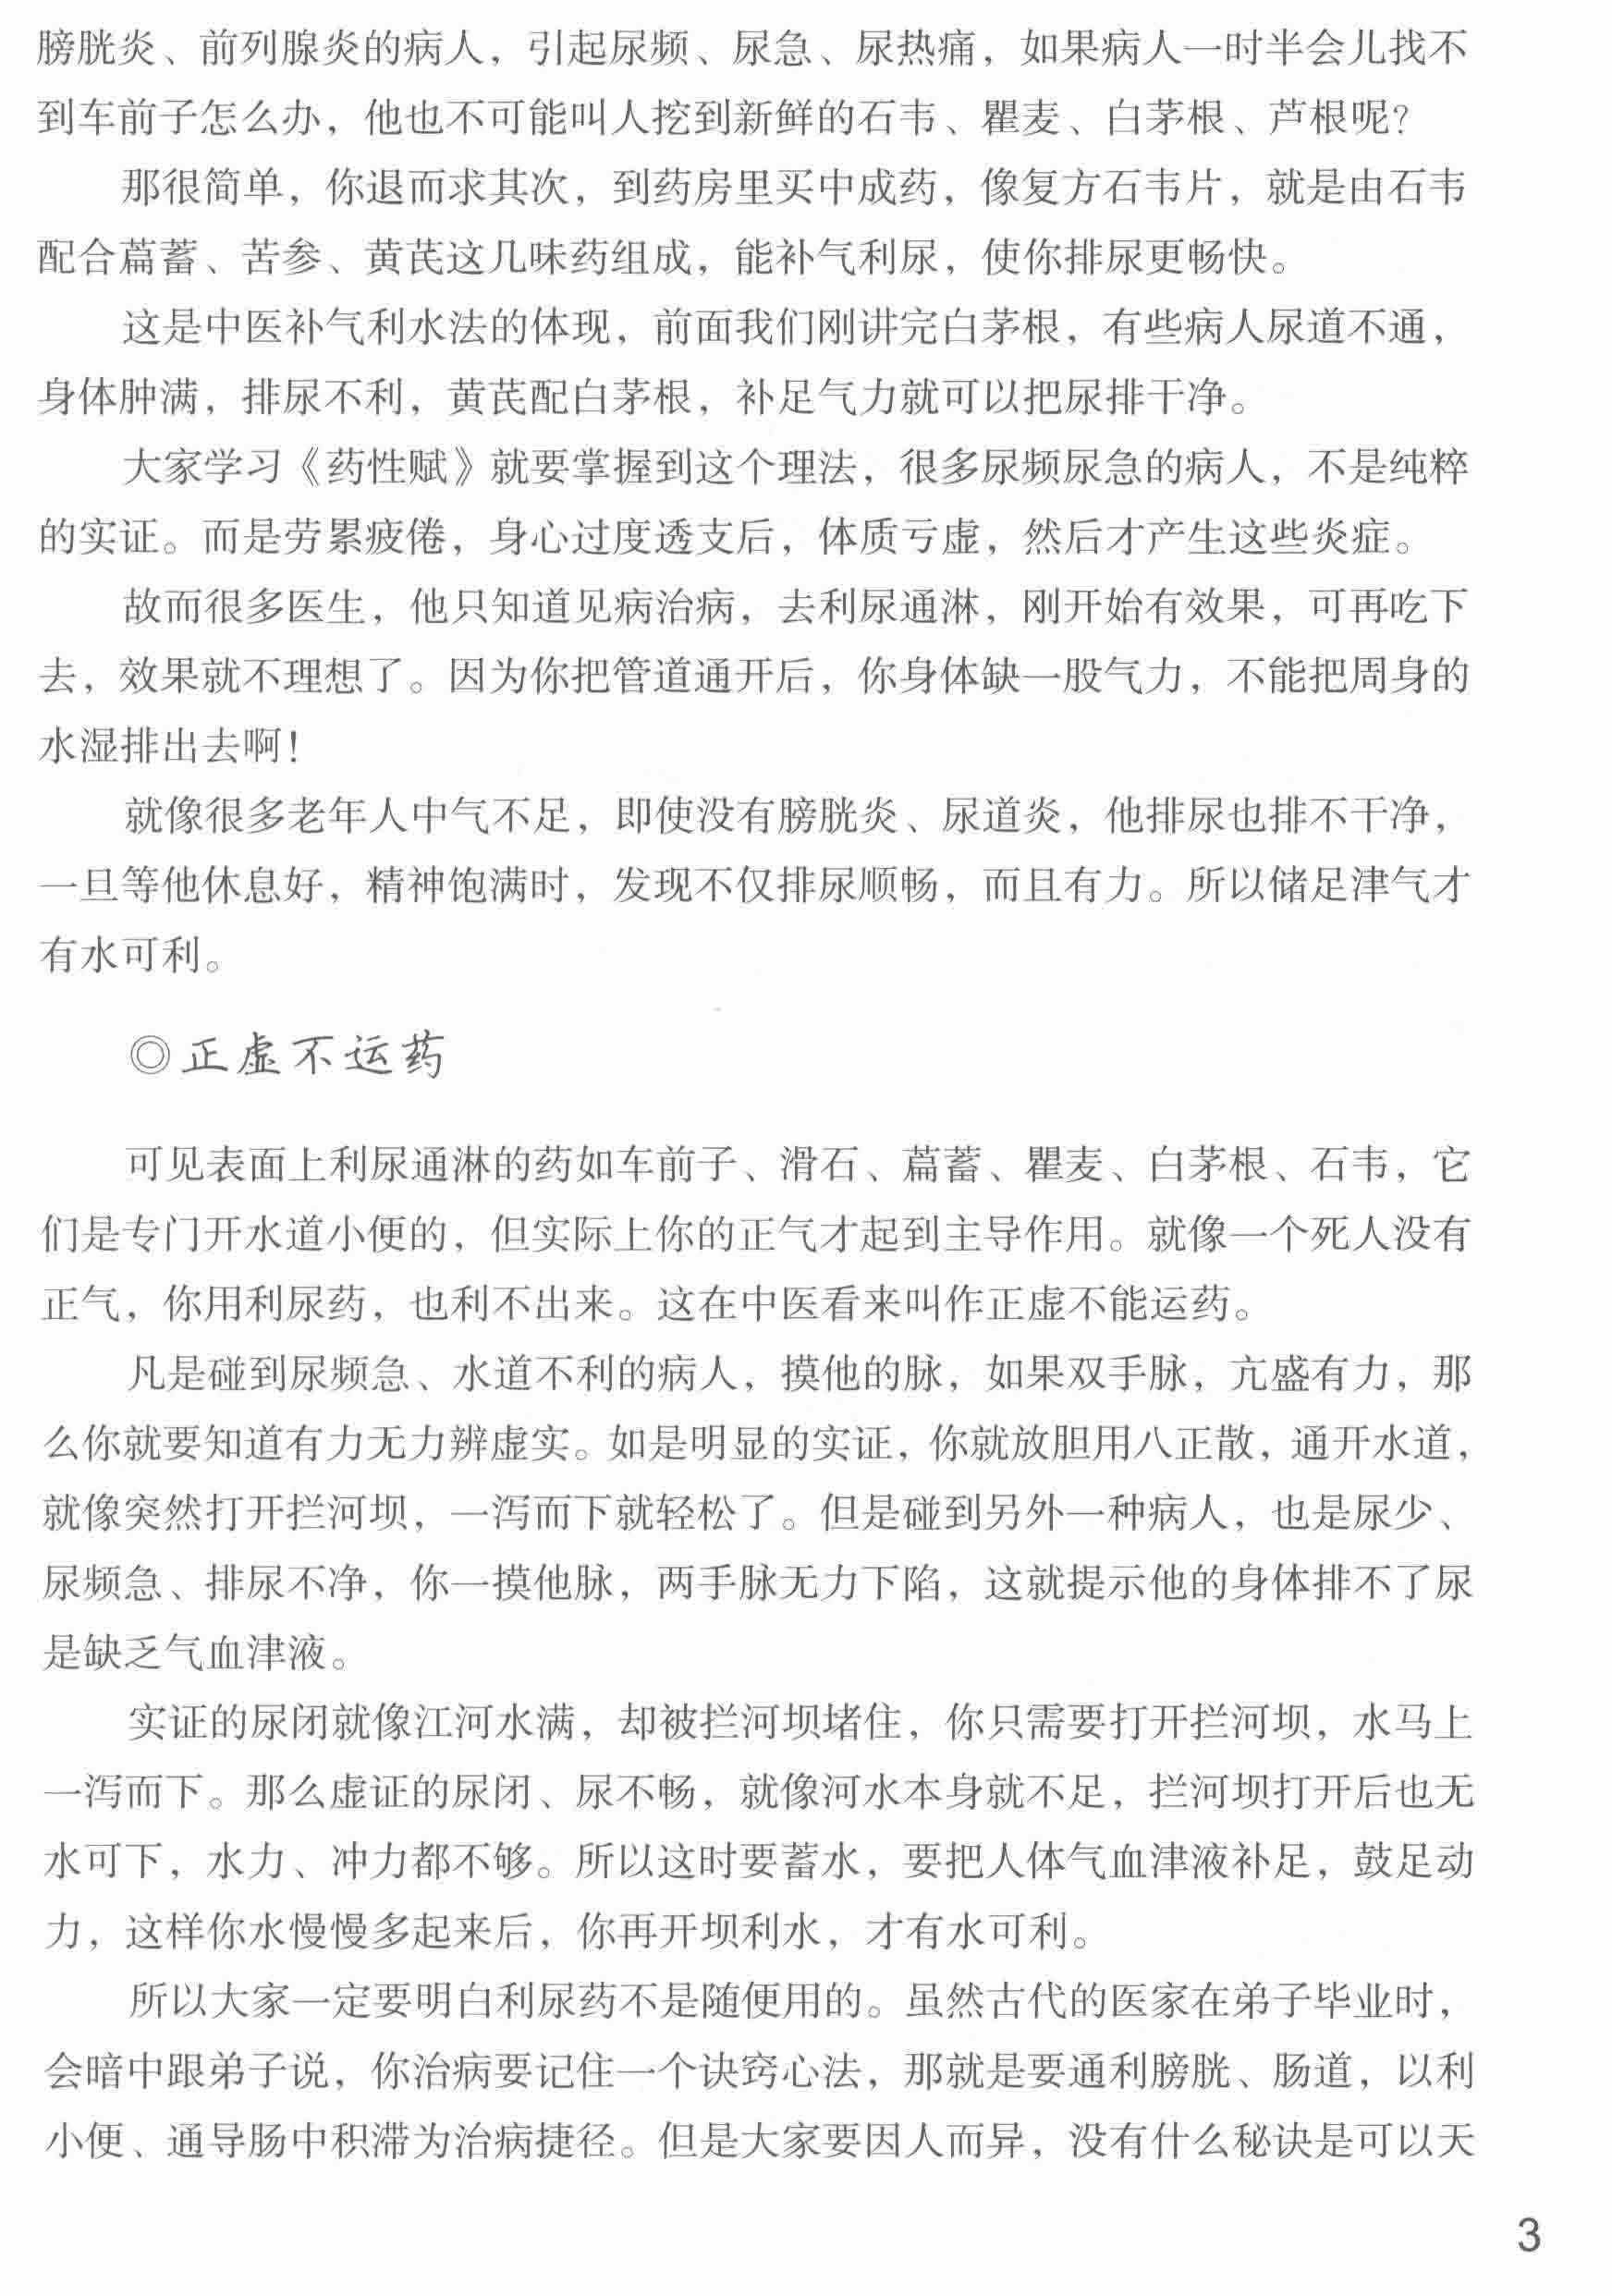 膀胱炎、前列腺炎的病人，引起尿频、尿急、尿热痛，如果病人一时半会儿找不
到车前子怎么办，他也不可能叫人挖到新鲜的石韦、瞿麦、白茅根、芦根呢？
那很简单，你退而求其次，到药房里买中成药，像复方石韦片，就是由石韦
配合萹蓄、苦参、黄芪这几味药组成，能补气利尿，使你排尿更畅快。
这是中医补气利水法的体现，前面我们刚讲完白茅根，有些病人尿道不通，
身体肿满，排尿不利，黄芪配白茅根，补足气力就可以把尿排干净。
大家学习《药性赋》就要掌握到这个理法，很多尿频尿急的病人，不是纯粹
的实证。而是劳累疲倦，身心过度透支后，体质亏虚，然后才产生这些炎症。
故而很多医生，他只知道见病治病，去利尿通淋，刚开始有效果，可再吃下
去，效果就不理想了。因为你把管道通开后，你身体缺一股气力，不能把周身的
水湿排出去啊！
就像很多老年人中气不足，即使没有膀胱炎、尿道炎，他排尿也排不干净，
一旦等他休息好，精神饱满时，发现不仅排尿顺畅，而且有力。所以储足津气才
有水可利。
◎正虚不运药
可见表面上利尿通淋的药如车前子、滑石、萹蓄、瞿麦、白茅根、石韦，它
们是专门开水道小便的，但实际上你的正气才起到主导作用。就像一个死人没有
正气，你用利尿药，也利不出来。这在中医看来叫作正虚不能运药。
凡是碰到尿频急、水道不利的病人，摸他的脉，如果双手脉，亢盛有力，那
么你就要知道有力无力辨虚实。如是明显的实证，你就放胆用八正散，通开水道，
就像突然打开拦河坝，一泻而下就轻松了。但是碰到另外一种病人，也是尿少、
尿频急、排尿不净，你一摸他脉，两手脉无力下陷，这就提示他的身体排不了尿
是缺乏气血津液。
实证的尿闭就像江河水满，却被拦河坝堵住，你只需要打开拦河坝，水马上
一泻而下。那么虚证的尿闭、尿不畅，就像河水本身就不足，拦河坝打开后也无
水可下，水力、冲力都不够。所以这时要蓄水，要把人体气血津液补足，鼓足动
力，这样你水慢慢多起来后，你再开坝利水，才有水可利。
所以大家一定要明白利尿药不是随便用的。虽然古代的医家在弟子毕业时，
会暗中跟弟子说，你治病要记住一个诀窍心法，那就是要通利膀胱、肠道，以利
小便、通导肠中积滞为治病捷径。但是大家要因人而异，没有什么秘诀是可以天
3